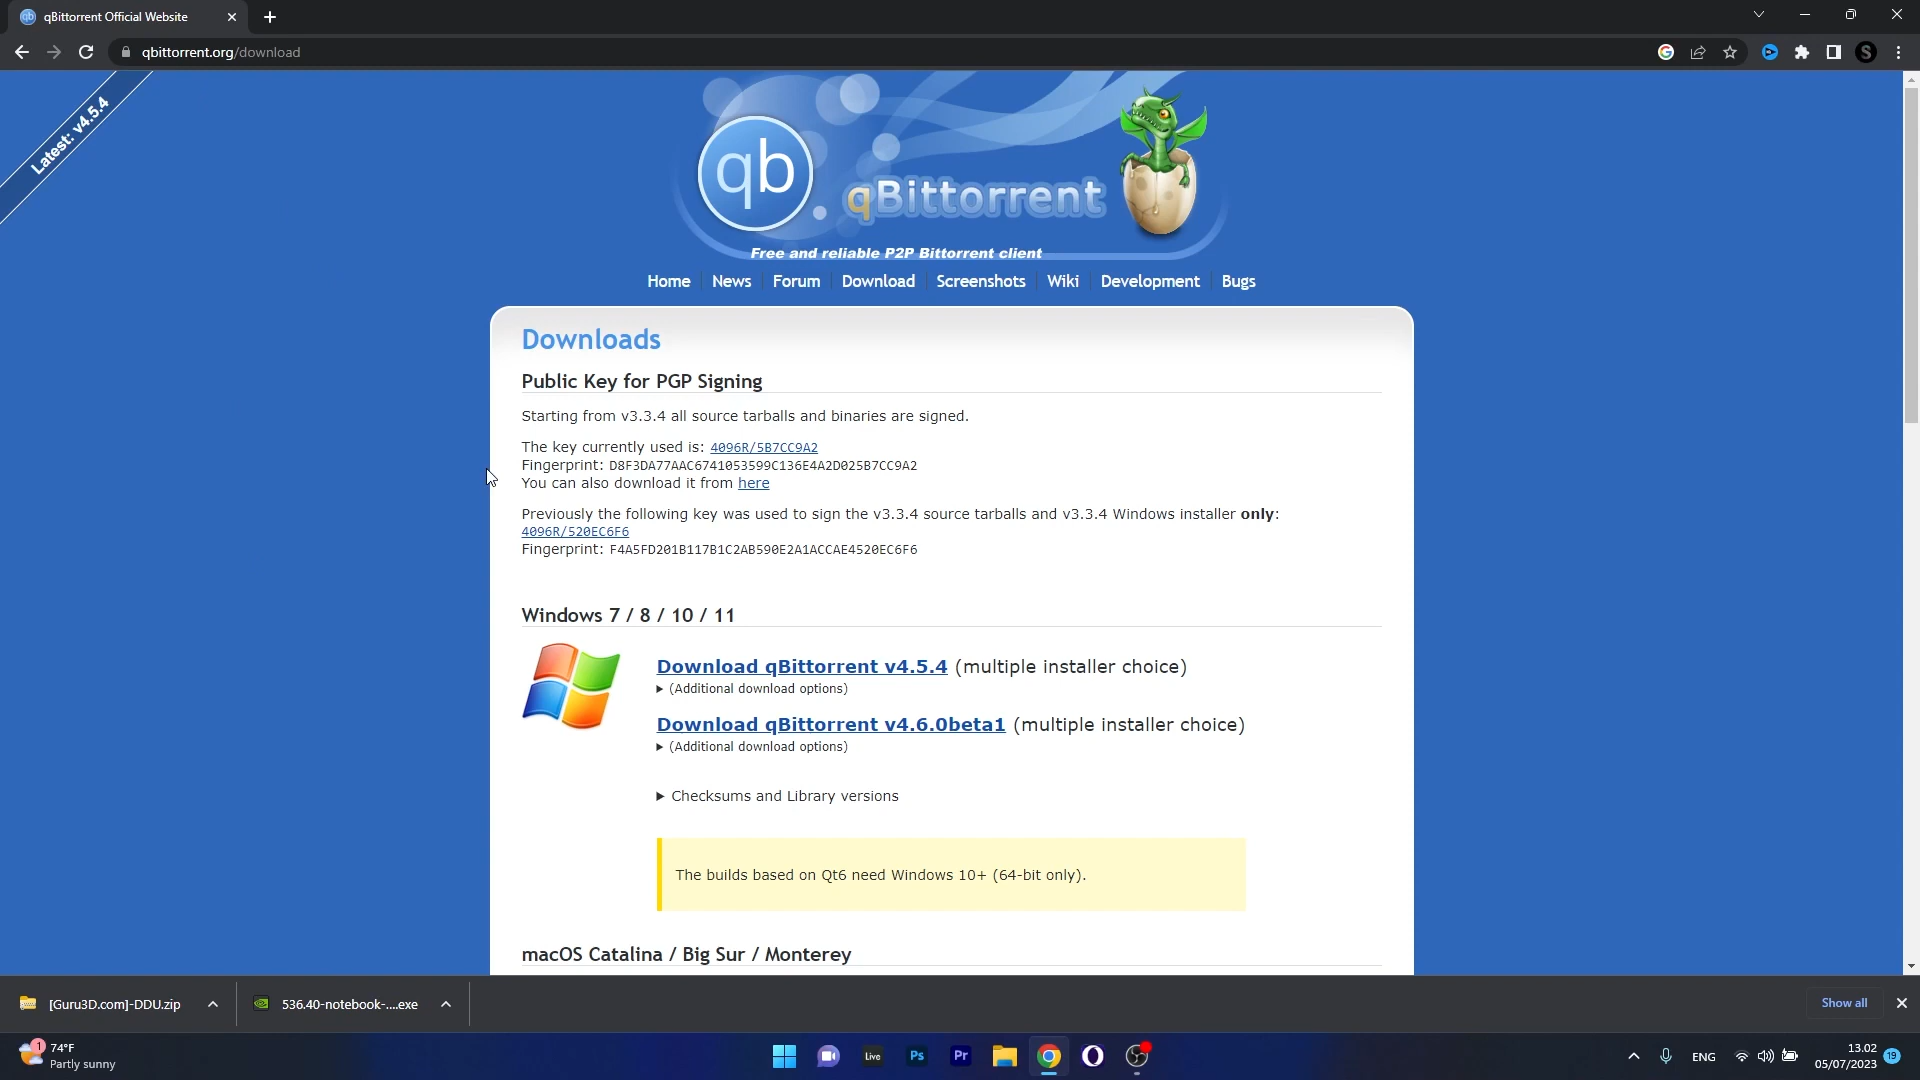 qBittorrent Official Website
qbittorrent.org/download
S
Latest: v4.5.4
qb
qBittorrent
Free and reliable P2P Bittorrent client
Home News Forum Download Screenshots Wiki Development Bugs
Downloads
Public Key for PGP Signing
Starting from v3.3.4 all source tarballs and binaries are signed.
The key currently used is: 4096R/5B7CC9A2
Fingerprint: D8F3DA77AAC6741053599C136E4A2D025B7CC9A2
You can also download it from here
Previously the following key was used to sign the v3.3.4 source tarballs and v3.3.4 Windows installer only:
4096R/520EC6F6
Fingerprint: F4A5FD201B117B1C2AB590E2A1ACCAE4520EC6F6
Windows 7 / 8 / 10 / 11
Download qBittorrent v4.5.4 (multiple installer choice)
(Additional download options)
Download qBittorrent v4.6.0beta1 (multiple installer choice)
(Additional download options)
Checksums and Library versions
The builds based on Qt6 need Windows 10+ (64-bit only).
macOS Catalina / Big Sur / Monterey
[Guru3D.com]-DDU.zip
536.40-notebook-....exe
Show all
1
74°F
Partly sunny
Live
Ps
Pr
ENG
13.02
05/07/2023
19